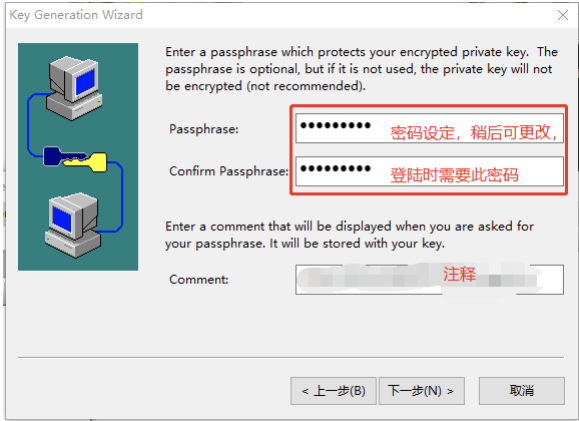 Key Generation Wizard
Enter a passphrase which protects your encrypted private key. The
passphrase is optional, but if it is not used, the private key will not
be encrypted (not recommended).
Passphrase: ●●●●●●●●● 密码设定，稍后可更改，
Confirm Passphrase: ●●●●●●●●● 登陆时需要此密码
Enter a comment that will be displayed when you are asked for
your passphrase. It will be stored with your key.
Comment: 注释
< 上一步(B) 下一步(N) > 取消